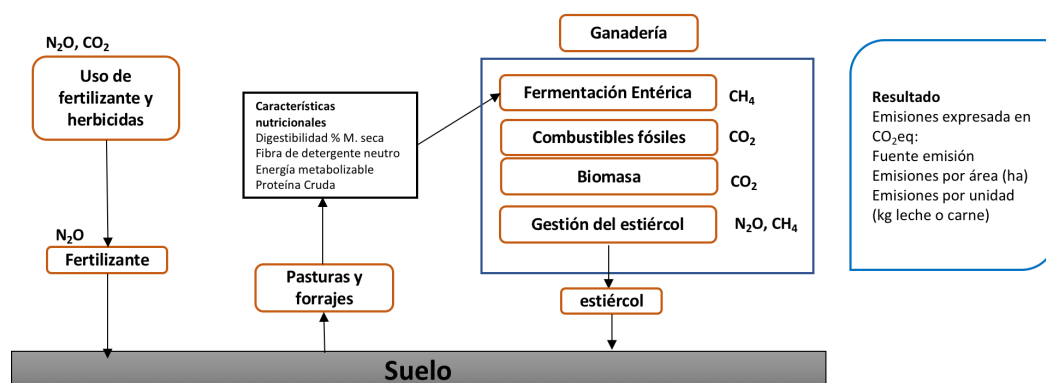 N₂O, CO₂
Uso de
fertilizante y
herbicidas
N₂O
Fertilizante
Características
nutricionales
Digestibilidad % M. seca
Fibra de detergente neutro
Energía metabolizable
Proteína Cruda
Pasturas y
forrajes
Ganadería
Fermentación Entérica
CH₄
Combustibles fósiles
CO₂
Biomasa
CO₂
Gestión del estiércol
N₂O, CH₄
estiércol
Resultado
Emisiones expresada en
CO₂eq:
Fuente emisión
Emisiones por área (ha)
Emisiones por unidad
(kg leche o carne)
Suelo